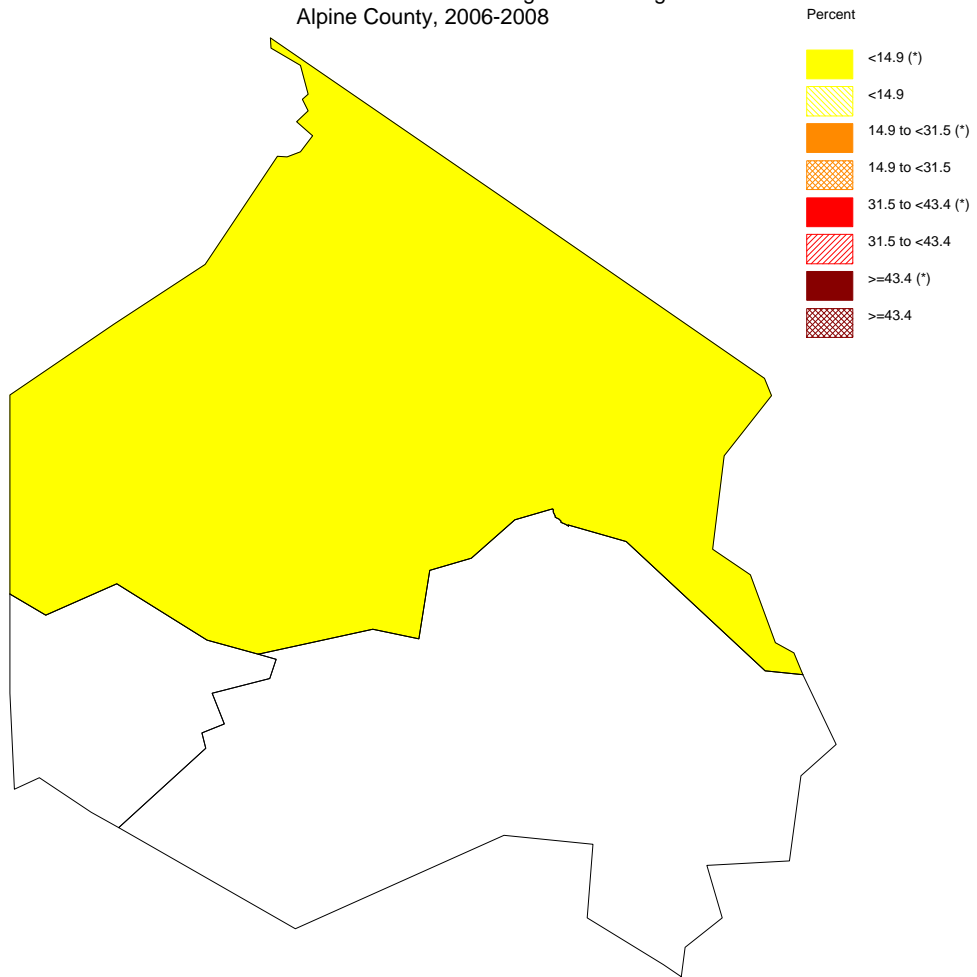 Alpine County, 2006-2008
Percent
<14.9 (*)
<14.9
14.9 to <31.5 (*)
14.9 to <31.5
31.5 to <43.4 (*)
31.5 to <43.4
>=43.4 (*)
>=43.4